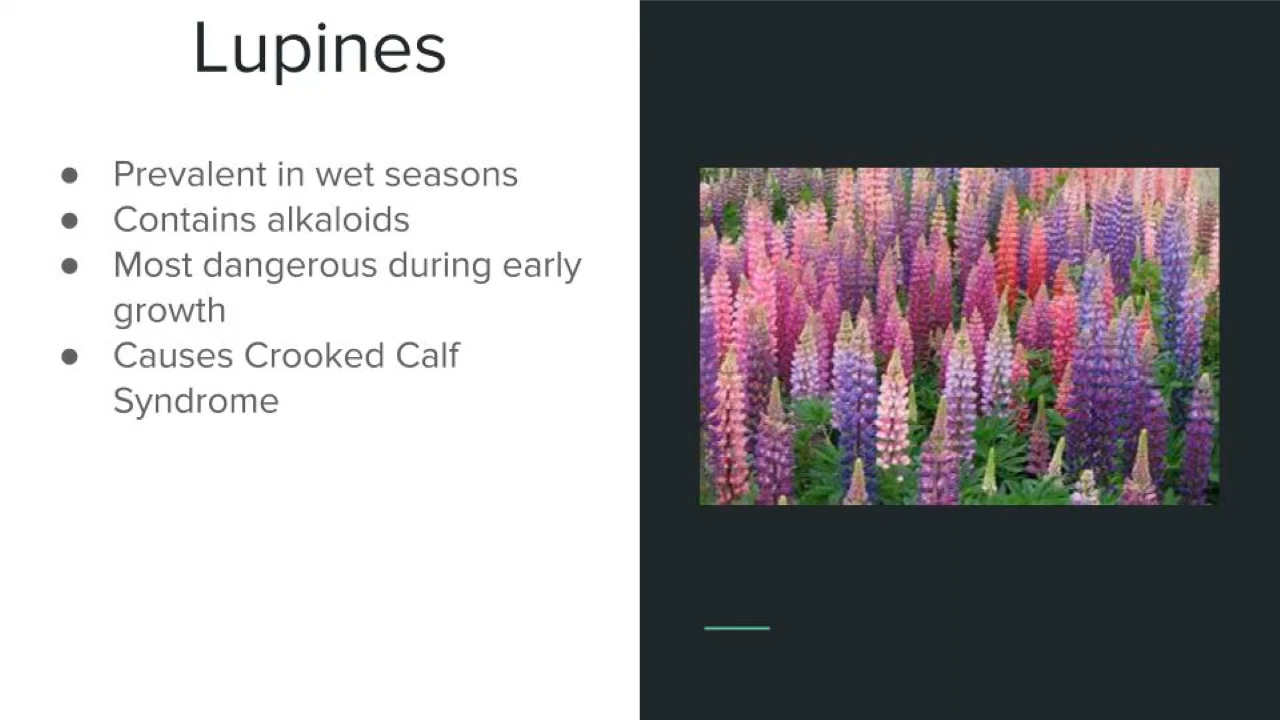 Lupines
● Prevalent in wet seasons
● Contains alkaloids
● Most dangerous during early
growth
● Causes Crooked Calf
Syndrome